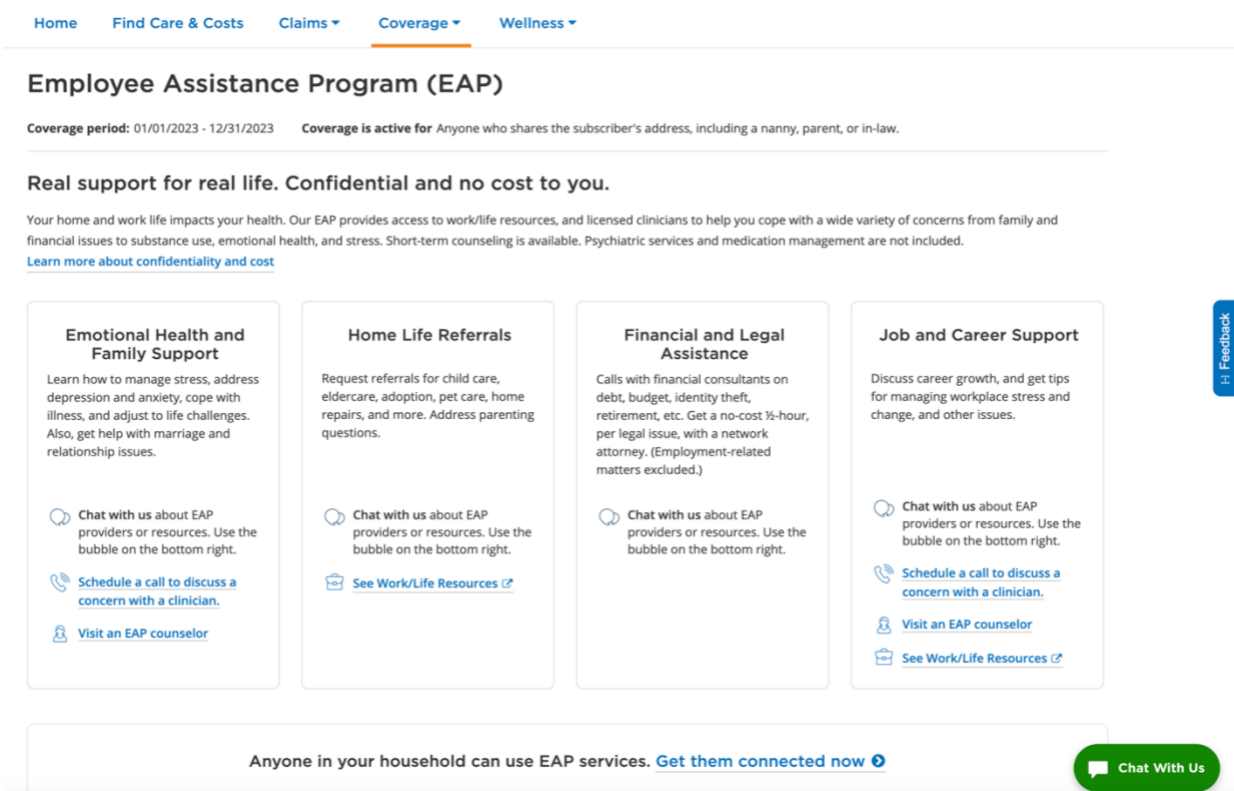 Home Find Care & Costs Claims Coverage Wellness
Employee Assistance Program (EAP)
Coverage period: 01/01/2023 - 12/31/2023 Coverage is active for Anyone who shares the subscriber's address, including a nanny, parent, or in-law.
Real support for real life. Confidential and no cost to you.
Your home and work life impacts your health. Our EAP provides access to work/life resources, and licensed clinicians to help you cope with a wide variety of concerns from family and
financial issues to substance use, emotional health, and stress. Short-term counseling is available. Psychiatric services and medication management are not included.
Learn more about confidentiality and cost
Emotional Health and
Family Support
Learn how to manage stress, address
depression and anxiety, cope with
illness, and adjust to life challenges.
Also, get help with marriage and
relationship issues.
Chat with us about EAP
providers or resources. Use the
bubble on the bottom right.
Schedule a call to discuss a
concern with a clinician.
Visit an EAP counselor
Home Life Referrals
Request referrals for child care,
eldercare, adoption, pet care, home
repairs, and more. Address parenting
questions.
Chat with us about EAP
providers or resources. Use the
bubble on the bottom right.
See Work/Life Resources
Financial and Legal
Assistance
Calls with financial consultants on
debt, budget, identity theft,
retirement, etc. Get a no-cost ½-hour,
per legal issue, with a network
attorney. (Employment-related
matters excluded.)
Chat with us about EAP
providers or resources. Use the
bubble on the bottom right.
Job and Career Support
Discuss career growth, and get tips
for managing workplace stress and
change, and other issues.
Chat with us about EAP
providers or resources. Use the
bubble on the bottom right.
Schedule a call to discuss a
concern with a clinician.
Visit an EAP counselor
See Work/Life Resources
Feedback
Anyone in your household can use EAP services. Get them connected now
Chat With Us